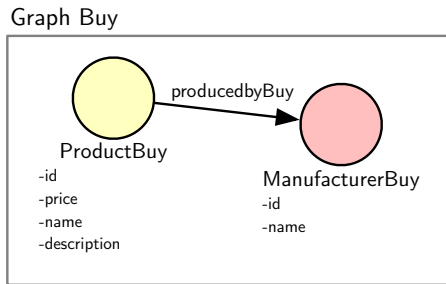 Graph Buy
producedbyBuy
ProductBuy
-id
-price
-name
-description
ManufacturerBuy
-id
-name